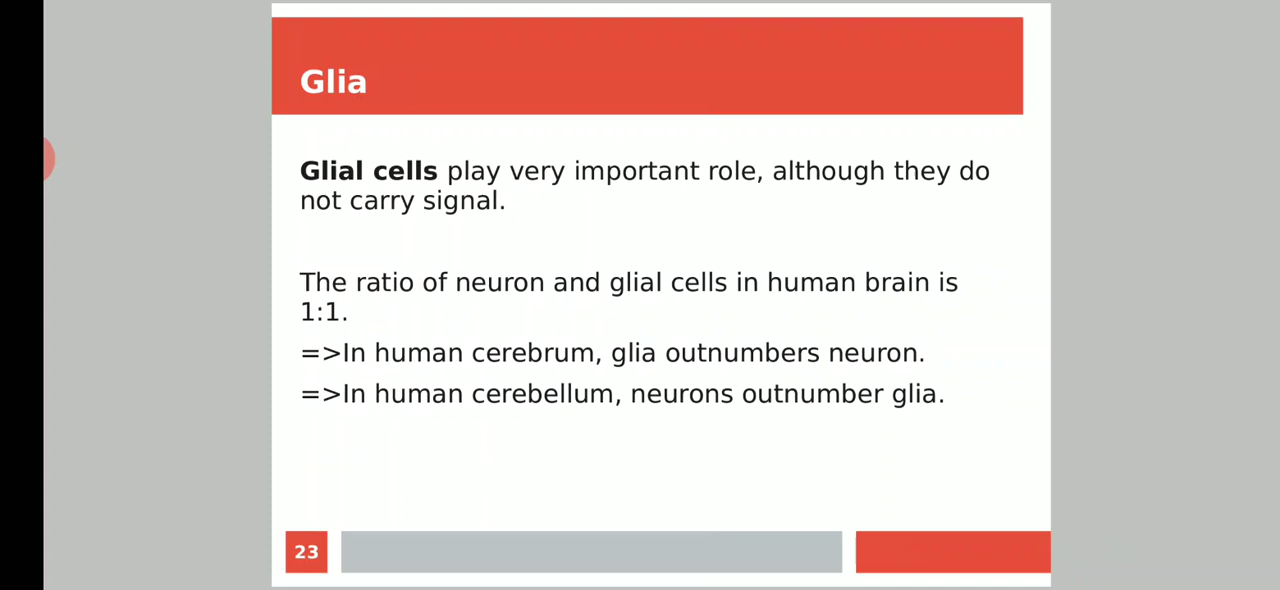 Glia
Glial cells play very important role, although they do
not carry signal.
The ratio of neuron and glial cells in human brain is
1:1.
=>In human cerebrum, glia outnumbers neuron.
=>In human cerebellum, neurons outnumber glia.
23